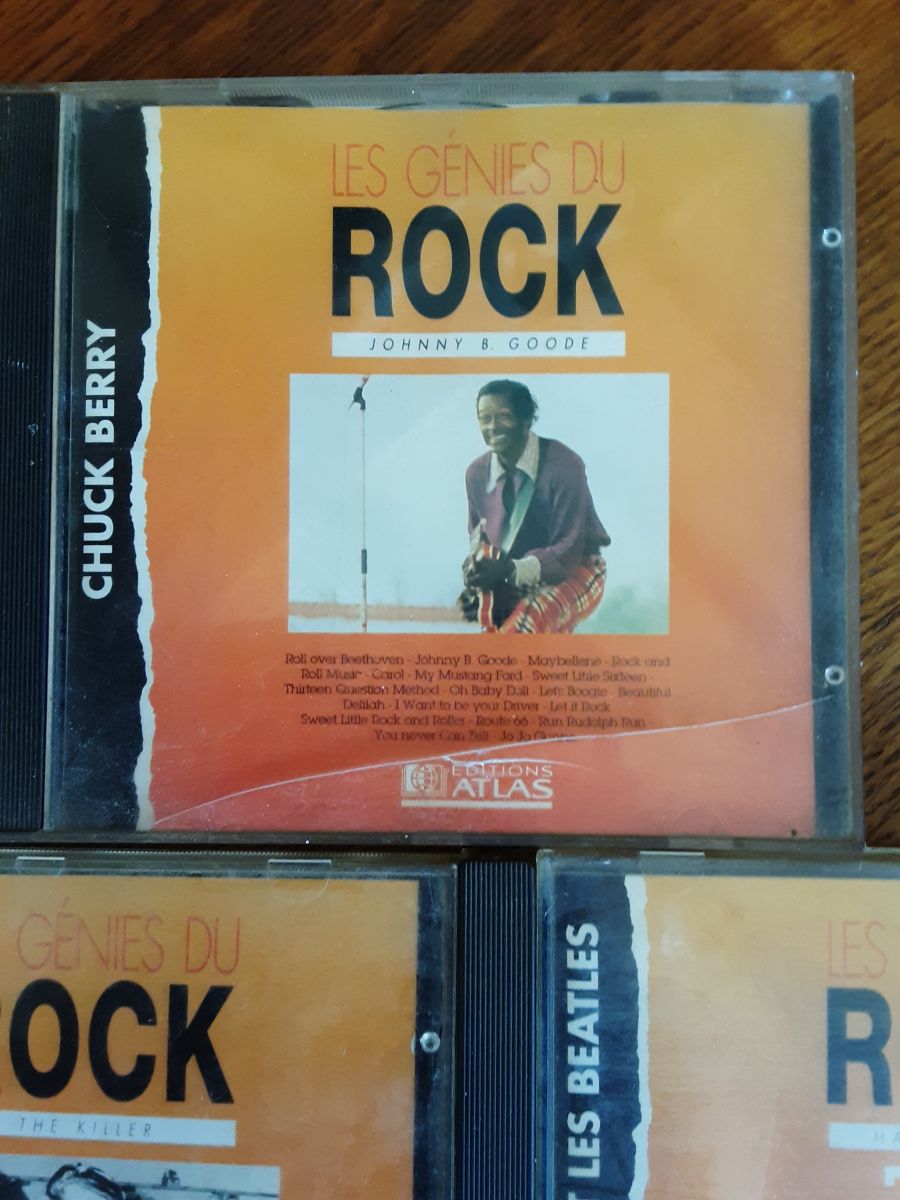 CHUCK BERRY
LES GÉNIES DU
ROCK
JOHNNY B. GOODE
Roll over Beethoven - Johnny B. Goode - Maybellene - Rock and
Roll Music - Carol - My Mustang Ford - Sweet Little Sixteen -
Thirteen Question Method - Oh Baby Doll - Let's Boogie - Beautiful
Delilah - I Want to be your Driver - Let it Rock
Sweet Little Rock and Roller - Route 66 - Run Rudolph Run -
You never Can Tell - Jo Jo Gunne
EDITIONS
ATLAS
GÉNIES DU
ROCK
THE KILLER
LES BEATLES
LES
R
HA